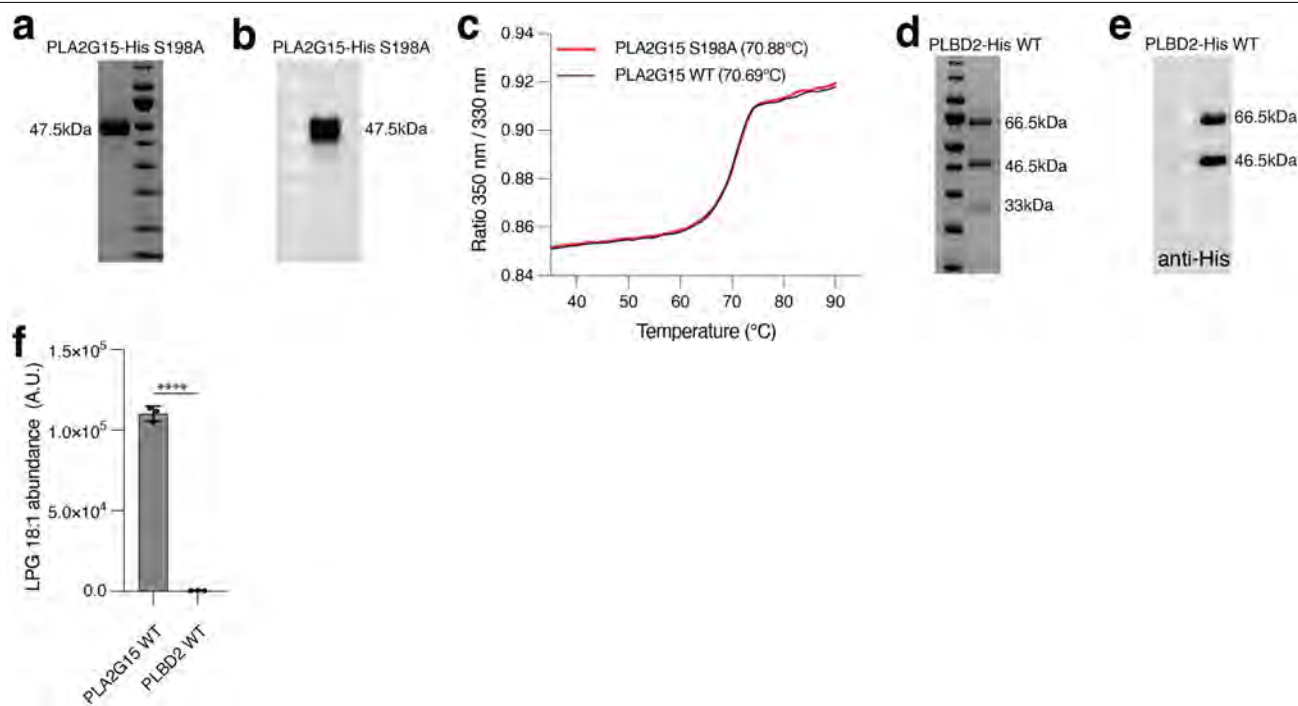 a
PLA2G15-His S198A
47.5kDa
b
PLA2G15-His S198A
47.5kDa
c
0.94
0.92
0.90
0.88
0.86
0.84
Ratio 350 nm / 330 nm
PLA2G15 S198A (70.88°C)
PLA2G15 WT (70.69°C)
40 50 60 70 80 90
Temperature (°C)
d
PLBD2-His WT
66.5kDa
46.5kDa
33kDa
e
PLBD2-His WT
66.5kDa
46.5kDa
anti-His
f
LPG 18:1 abundance (A.U.)
1.5×10⁵
1.0×10⁵
5.0×10⁴
0.0
****
PLA2G15 WT
PLBD2 WT